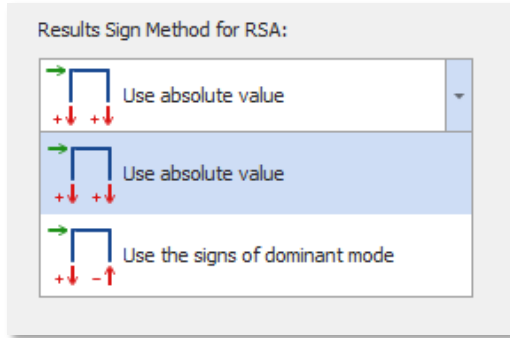 Results Sign Method for RSA:
+ + Use absolute value
+ + Use absolute value
Use the signs of dominant mode
+ -